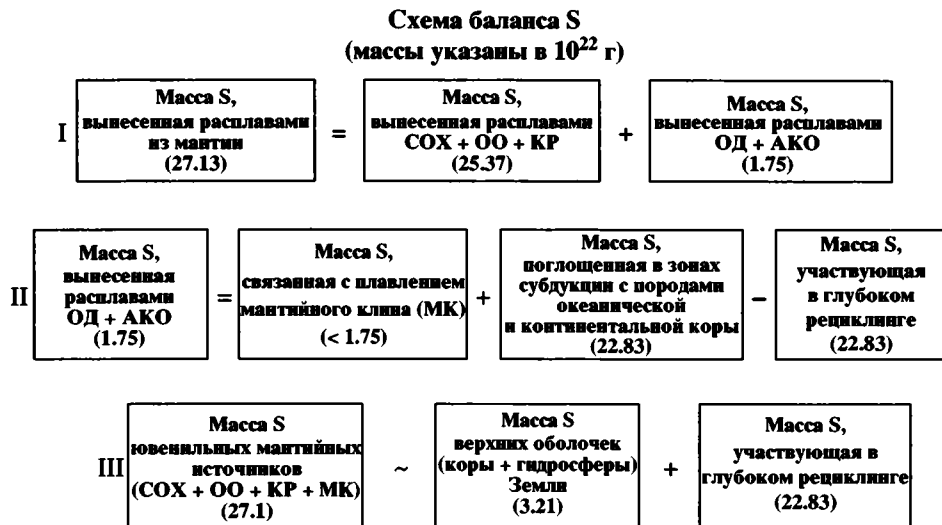 Схема баланса S
(массы указаны в 10²² г)
I
Масса S,
вынесенная расплавами
из мантии
(27.13)
=
Масса S,
вынесенная расплавами
СОХ + ОО + КР
(25.37)
+
Масса S,
вынесенная расплавами
ОД + АКО
(1.75)
II
Масса S,
вынесенная
расплавами
ОД + АКО
(1.75)
=
Масса S,
связанная с плавлением
мантийного клина (МК)
(< 1.75)
+
Масса S,
поглощенная в зонах
субдукции с породами
океанической
и континентальной коры
(22.83)
–
Масса S,
участвующая
в глубоком
рециклинге
(22.83)
III
Масса S
ювенильных мантийных
источников
(СОХ + ОО + КР + МК)
(27.1)
~
Масса S
верхних оболочек
(коры + гидросферы)
Земли
(3.21)
+
Масса S,
участвующая в
глубоком рециклинге
(22.83)